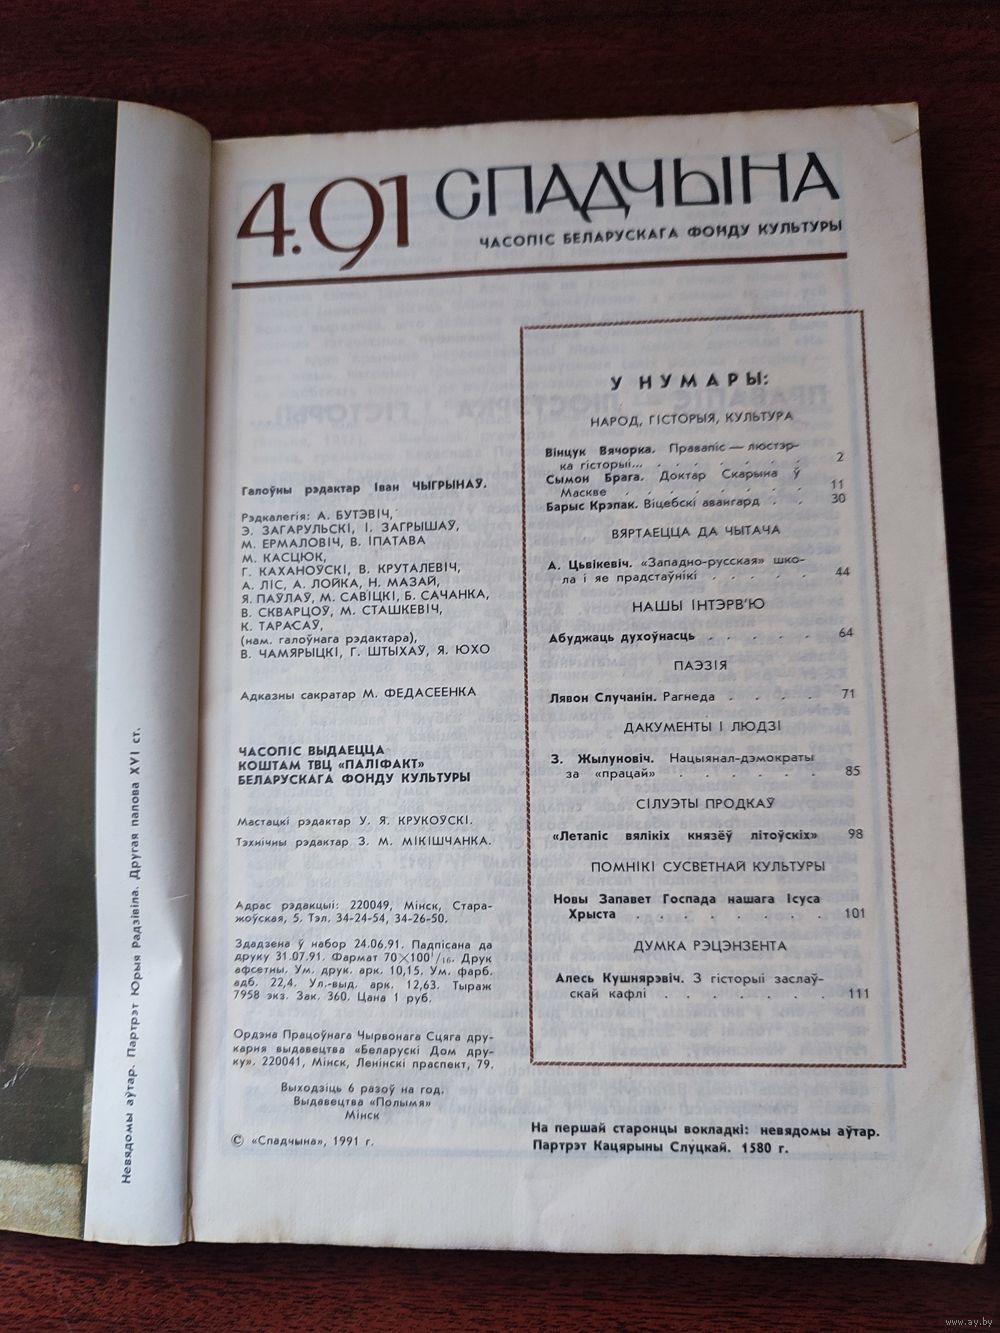 4.91 СПАДЧЫНА
ЧАСОПІС БЕЛАРУСКАГА ФОНДУ КУЛЬТУРЫ
Галоўны рэдактар Іван ЧЫГРЫНАЎ.
Рэдкалегія: А. БУТЭВІЧ,
Э. ЗАГАРУЛЬСКІ, І. ЗАГРЫШАЎ,
М. ЕРМАЛОВІЧ, В. ІПАТАВА
М. КАСЦЮК,
Г. КАХАНОЎСКІ, В. КРУТАЛЕВІЧ,
А. ЛІС, А. ЛОЙКА, Н. МАЗАЙ,
Я. ПАЎЛАЎ, М. САВІЦКІ, Б. САЧАНКА,
В. СКВАРЦОЎ, М. СТАШКЕВІЧ,
К. ТАРАСАЎ,
(нам. галоўнага рэдактара),
В. ЧАМЯРЫЦКІ, Г. ШТЫХАЎ, Я. ЮХО
Адказны сакратар М. ФЕДАСЕЕНКА
ЧАСОПІС ВЫДАЕЦЦА
КОШТАМ ТВЦ «ПАЛІФАКТ»
БЕЛАРУСКАГА ФОНДУ КУЛЬТУРЫ
Мастацкі рэдактар У. Я. КРУКОЎСКІ.
Тэхнічны рэдактар З. М. МІКІШЧАНКА.
Адрас рэдакцыі: 220049, Мінск, Стара-
жоўская, 5. Тэл. 34-24-54, 34-26-50.
Здадзена ў набор 24.06.91. Падпісана да
друку 31.07.91. Фармат 70×100¹/₁₆. Друк
афсетны. Ум. друк. арк. 10,15. Ум. фарб.
адб. 22,4. Ул.-выд. арк. 12,63. Тыраж
7958 экз. Зак. 360. Цана 1 руб.
Ордэна Працоўнага Чырвонага Сцяга дру-
карня выдавецтва «Беларускі Дом дру-
ку». 220041, Мінск, Ленінскі праспект, 79.
Выходзіць 6 разоў на год.
Выдавецтва «Полымя»
Мінск
© «Спадчына», 1991 г.
У НУМАРЫ:
НАРОД, ГІСТОРЫЯ, КУЛЬТУРА
Вінцук Вячорка. Правапіс — люстэр-
ка гісторыі... . . . . . . 2
Сымон Брага. Доктар Скарына ў
Маскве . . . . . . . . 11
Барыс Крэпак. Віцебскі авангард . . 30
ВЯРТАЕЦЦА ДА ЧЫТАЧА
А. Цьвікевіч. «Западно-русская» шко-
ла і яе прадстаўнікі . . . . . 44
НАШЫ ІНТЭРВ'Ю
Абуджаць духоўнасць . . . . . 64
ПАЭЗІЯ
Лявон Случанін. Рагнеда . . . . 71
ДАКУМЕНТЫ І ЛЮДЗІ
З. Жылуновіч. Нацыянал-дэмократы
за «працай» . . . . . . 85
СІЛУЭТЫ ПРОДКАЎ
«Летапіс вялікіх князёў літоўскіх» 98
ПОМНІКІ СУСВЕТНАЙ КУЛЬТУРЫ
Новы Запавет Господа нашага Ісуса
Хрыста . . . . . . . . 101
ДУМКА РЭЦЭНЗЕНТА
Алесь Кушнярэвіч. З гісторыі заслаў-
скай кафлі . . . . . . . 111
На першай старонцы вокладкі: невядомы аўтар.
Партрэт Кацярыны Слуцкай. 1580 г.
Невядомы аўтар. Партрэт Юрыя Радзівіла. Другая палова XVI ст.
www.ay.by